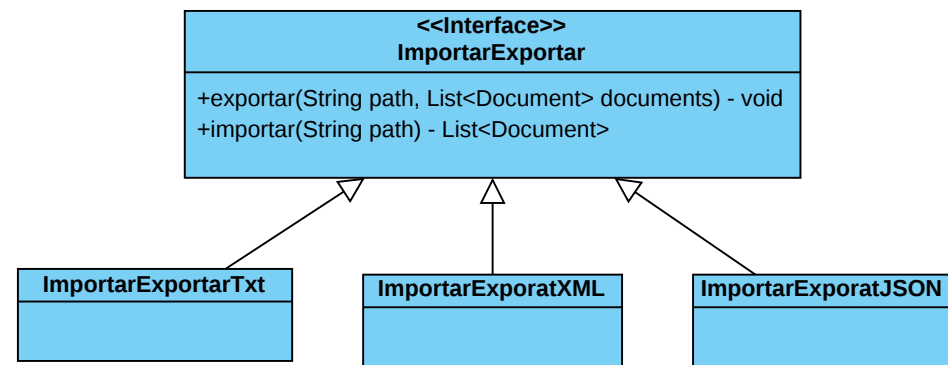 <<Interface>>
ImportarExportar
+exportar(String path, List<Document> documents) - void
+importar(String path) - List<Document>
ImportarExportarTxt
ImportarExporatXML
ImportarExporatJSON